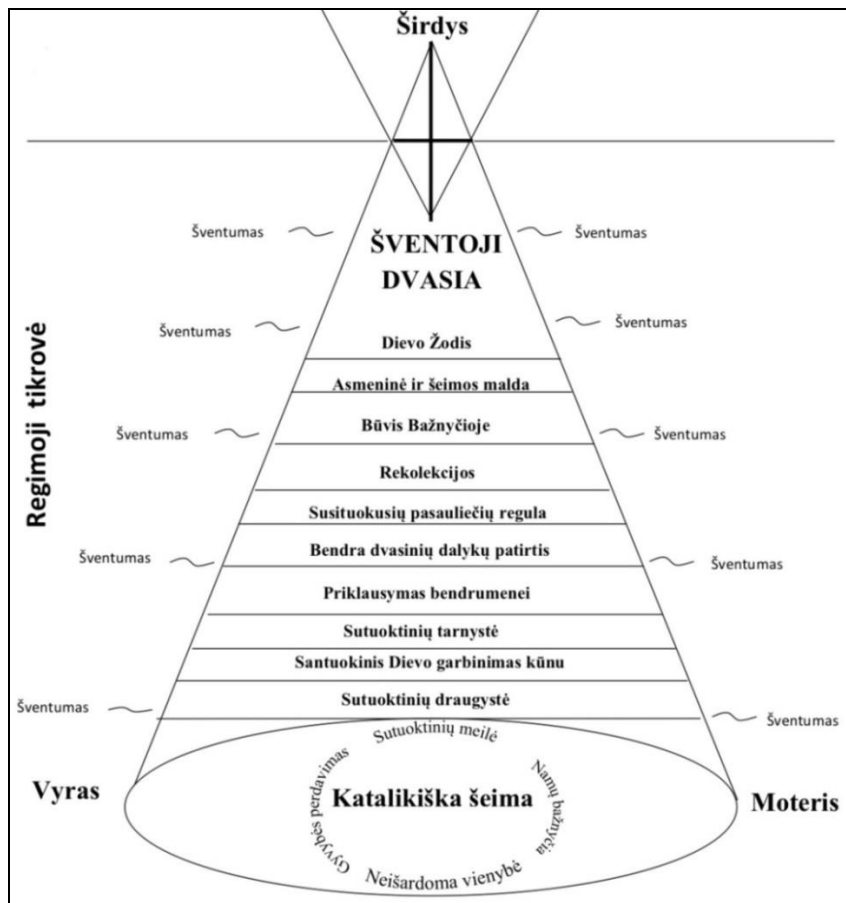 Širdys
Šventumas
Šventumas
ŠVENTOJI
DVASIA
Šventumas
Šventumas
Dievo Žodis
Asmeninė ir šeimos malda
Regimoji tikrovė
Šventumas
Būvis Bažnyčioje
Šventumas
Rekolekcijos
Susituokusių pasauliečių regula
Bendra dvasinių dalykų patirtis
Šventumas
Šventumas
Priklausymas bendrumenei
Sutuoktinių tarnystė
Santuokinis Dievo garbinimas kūnu
Sutuoktinių draugystė
Šventumas
Šventumas
Sutuoktinių meilė
Vyras
Gyvybės perdavimas
Katalikiška šeima
Namų bažnyčia
Moteris
Neišardoma vienybė